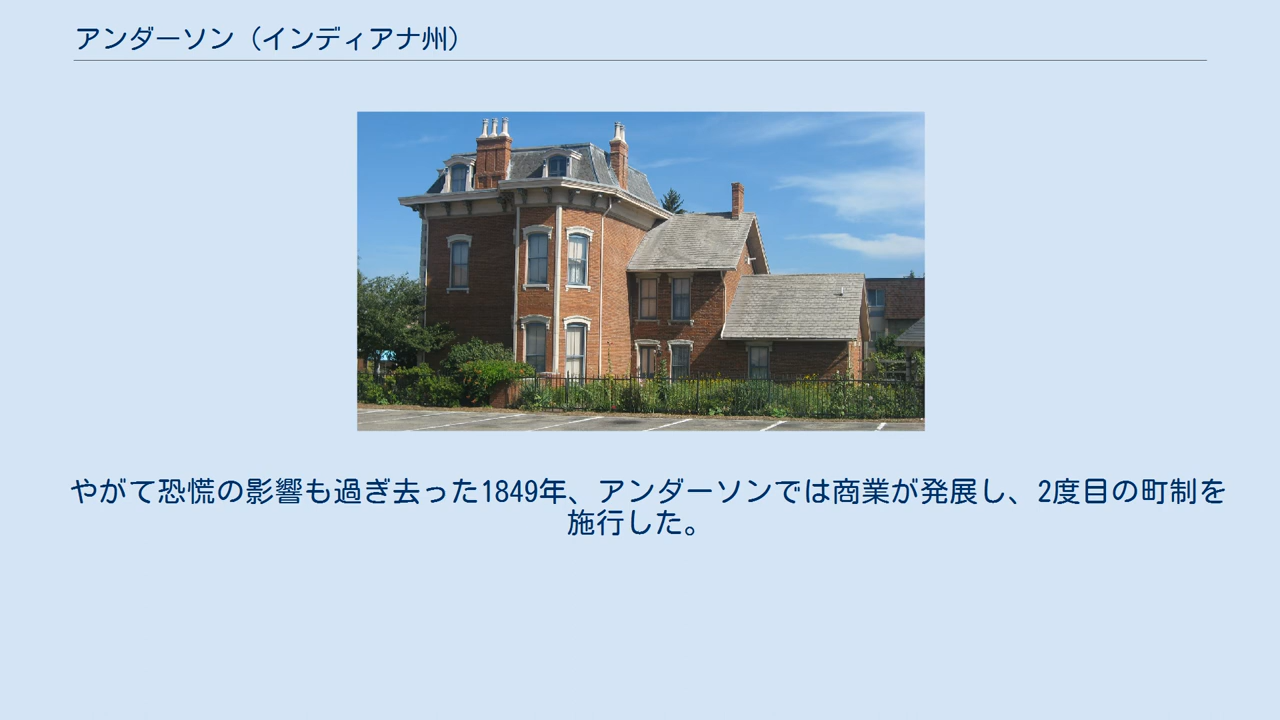 アンダーソン（インディアナ州）
やがて恐慌の影響も過ぎ去った1849年、アンダーソンでは商業が発展し、2度目の町制を
施行した。